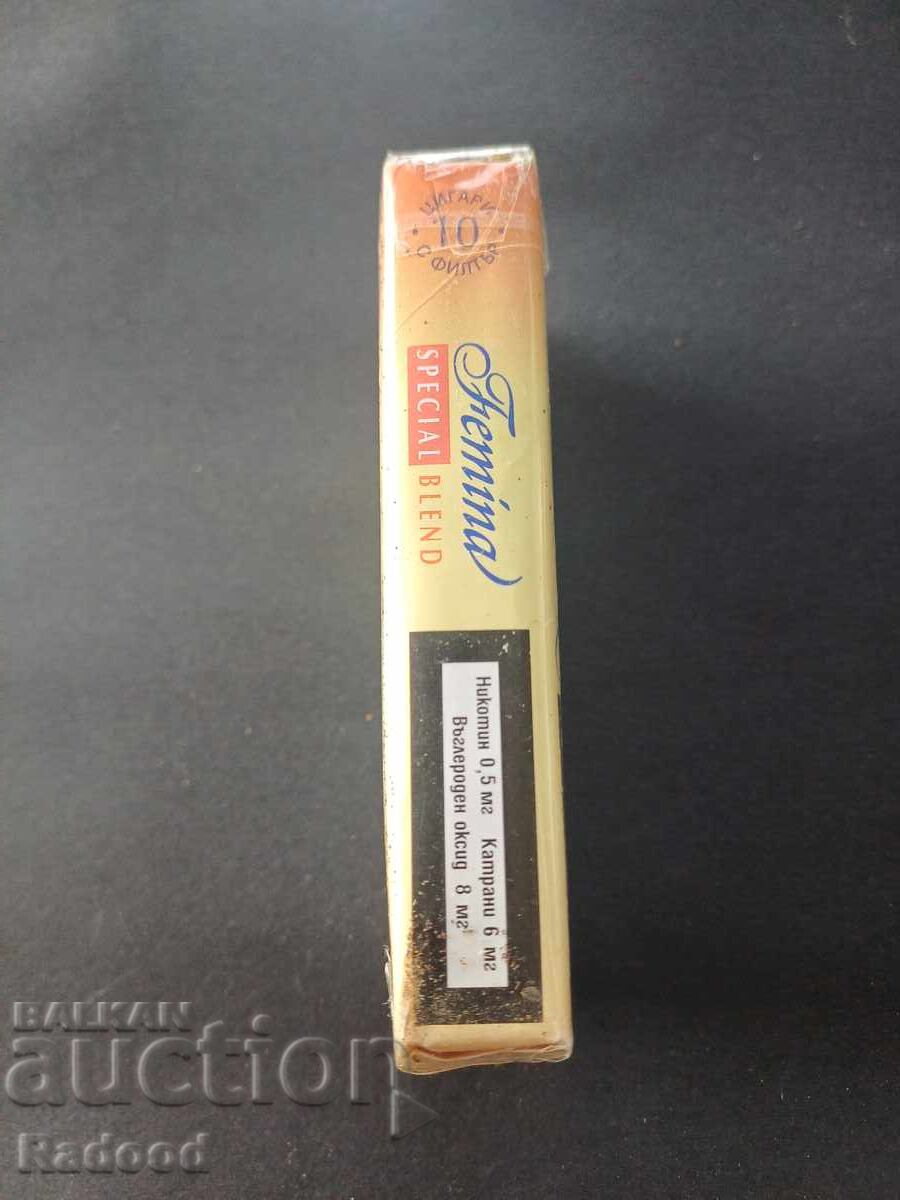 ЦИГАРИ
10
С ФИЛТЪР
Femina
SPECIAL BLEND
Никотин 0,5 мг Катрани 6 мг
Въглероден оксид 8 мг
BALKAN
auction
Radood